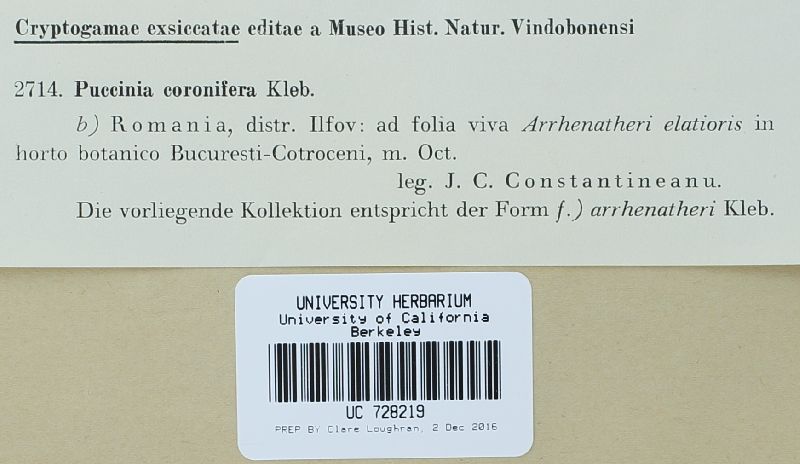 Cryptogamae exsiccatae editae a Museo Hist. Natur. Vindobonensi
2714. Puccinia coronifera Kleb.
b) Romania, distr. Ilfov: ad folia viva Arrhenatheri elatioris in
horto botanico Bucuresti-Cotroceni, m. Oct.
leg. J. C. Constantineanu.
Die vorliegende Kollektion entspricht der Form f.) arrhenatheri Kleb.
UNIVERSITY HERBARIUM
University of California
Berkeley
UC 728219
PREP BY Clare Loughran, 2 Dec 2016